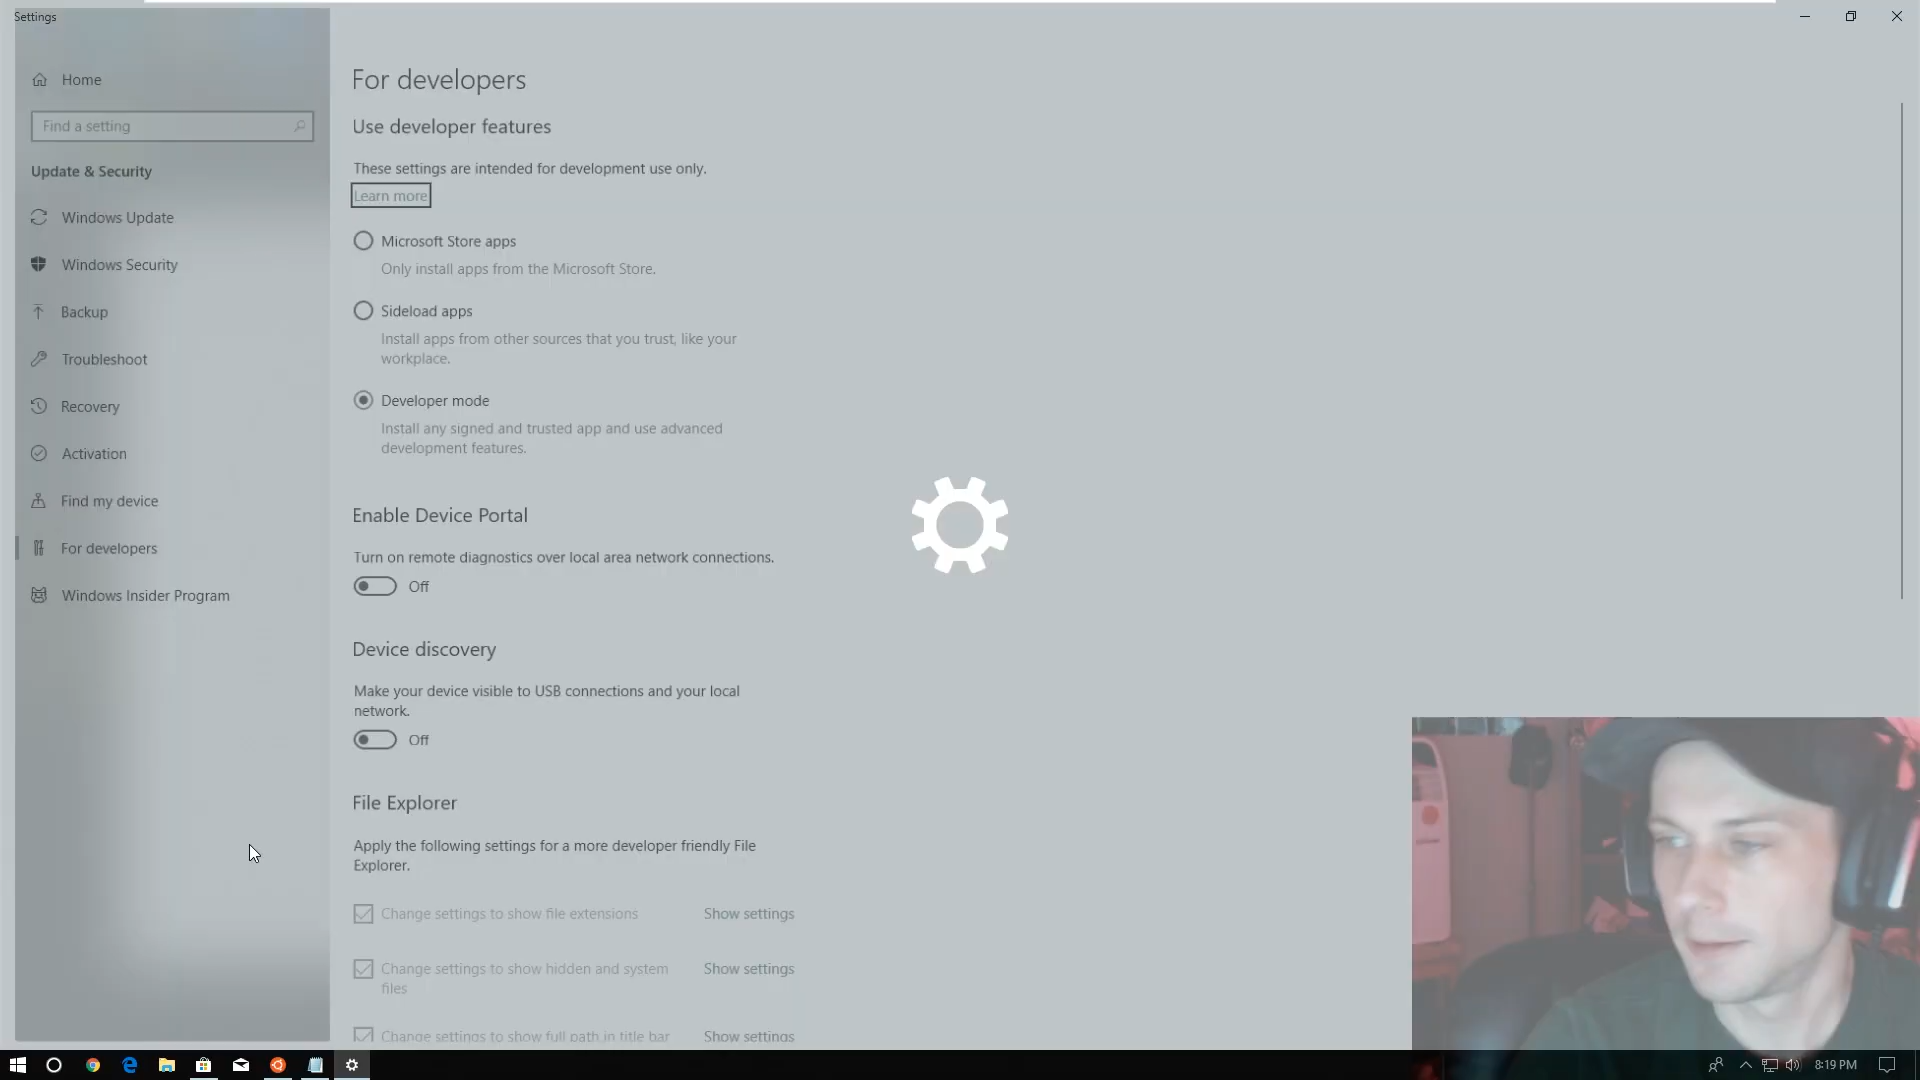 Settings
Home
Find a setting
Update & Security
Windows Update
Windows Security
Backup
Troubleshoot
Recovery
Activation
Find my device
For developers
Windows Insider Program
For developers
Use developer features
These settings are intended for development use only.
Learn more
Microsoft Store apps
Only install apps from the Microsoft Store.
Sideload apps
Install apps from other sources that you trust, like your
workplace.
Developer mode
Install any signed and trusted app and use advanced
development features.
Enable Device Portal
Turn on remote diagnostics over local area network connections.
Off
Device discovery
Make your device visible to USB connections and your local
network.
Off
File Explorer
Apply the following settings for a more developer friendly File
Explorer.
Change settings to show file extensions Show settings
Change settings to show hidden and system Show settings
files
Change settings to show full path in title bar Show settings
8:19 PM